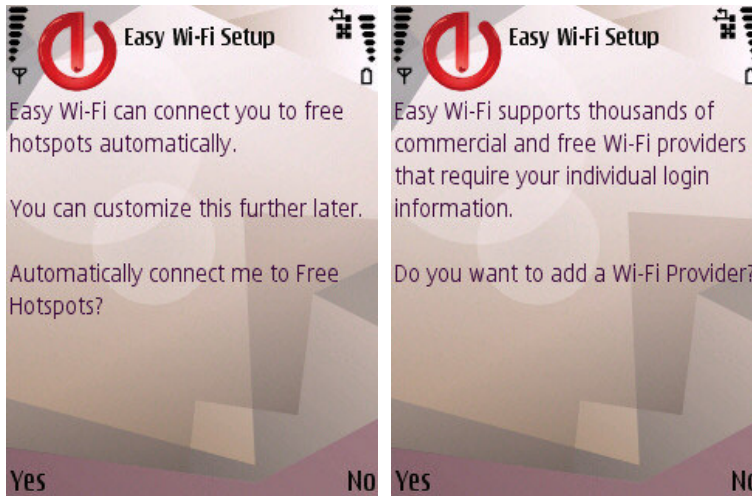 Easy Wi-Fi Setup
Easy Wi-Fi can connect you to free
hotspots automatically.
You can customize this further later.
Automatically connect me to Free
Hotspots?
Yes No
Easy Wi-Fi Setup
Easy Wi-Fi supports thousands of
commercial and free Wi-Fi providers
that require your individual login
information.
Do you want to add a Wi-Fi Provider?
Yes No